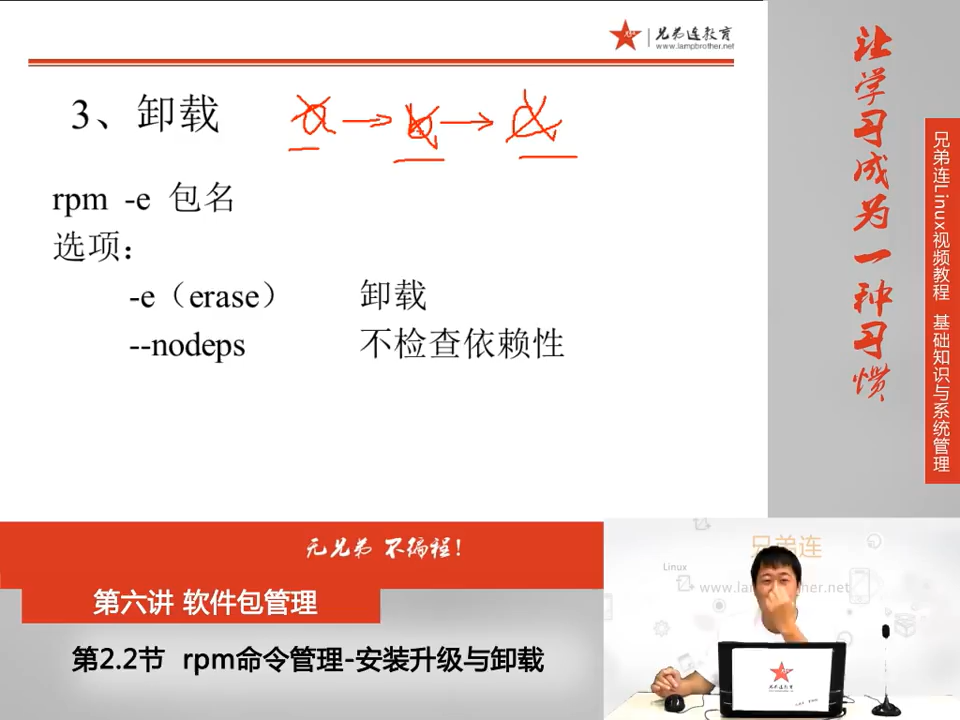 兄弟连教育
www.lampbrother.net
3、卸载
a→b→c
rpm -e 包名
选项：
-e（erase） 卸载
--nodeps 不检查依赖性
让学习成为一种习惯
兄弟连Linux视频教程 基础知识与系统管理
无兄弟 不编程！
第六讲 软件包管理
第2.2节 rpm命令管理-安装升级与卸载
兄弟连
Linux
www.la
her.net